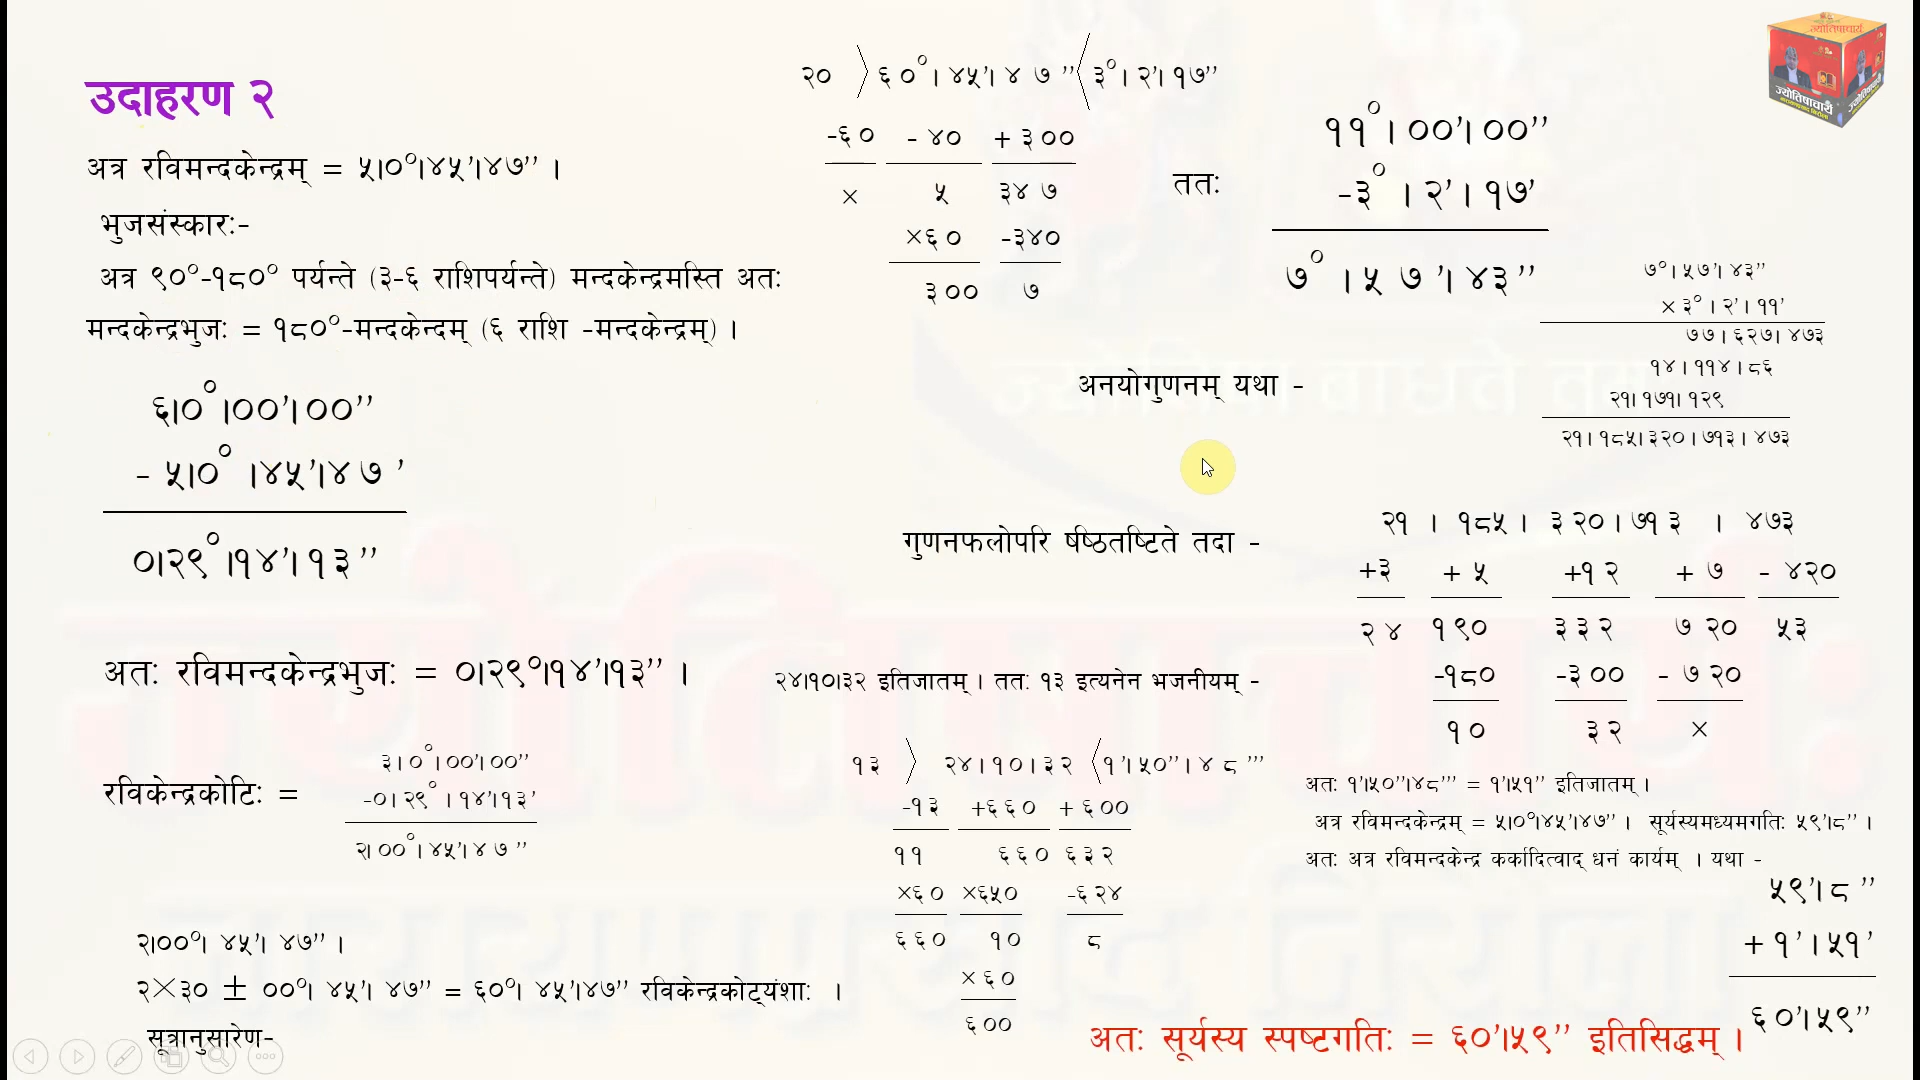 उदाहरण २
अत्र रविमन्दकेन्द्रम् = ५।०°।४५’।४७’’ ।
भुजसंस्कारः-
अत्र ९०°-१८०° पर्यन्ते (३-६ राशिपर्यन्ते) मन्दकेन्द्रमस्ति अतः
मन्दकेन्द्रभुजः = १८०°-मन्दकेन्दम् (६ राशि -मन्दकेन्द्रम्) ।
६।०°।००’।००’’
- ५।०° ।४५’।४७ ’
०।२९°।१४’।१३’’
अतः रविमन्दकेन्द्रभुजः = ०।२९°।१४’।१३’’ ।
रविकेन्द्रकोटिः =
३।०°।००’।००’’
-०।२९° ।१४’।१३’
२।००°।४५’।४७’’
२।००°। ४५’। ४७’’ ।
२×३० ± ००°। ४५’। ४७’’ = ६०°। ४५’।४७’’ रविकेन्द्रकोट्यंशाः ।
सूत्रानुसारेण-
२० ⟩ ६०°। ४५’। ४७’’ ⟨ ३°। २’। १७’’
-६० - ४० + ३००
× ५ ३४७
×६० -३४०
३०० ७
ततः
११°। ००’। ००’’
-३° । २’। १७’
७° । ५७’। ४३’’
अनयोगुणनम् यथा -
७°। ५७’। ४३’’
× ३°। २’। ११’
७७। ६२७। ४७३
१४। ११४। ८६
२१। १७१। १२९
२१। १८५। ३२०। ७१३। ४७३
गुणनफलोपरि षष्ठितष्टिते तदा -
२१ । १८५ । ३२० । ७१३ । ४७३
+३ + ५ +१२ + ७ - ४२०
२४ १९० ३३२ ७२० ५३
-१८० -३०० - ७२०
१० ३२ ×
२४।१०।३२ इतिजातम् । ततः १३ इत्यनेन भजनीयम् -
१३ ⟩ २४। १०। ३२ ⟨ १’। ५०’’। ४८’’’
-१३ +६६० + ६००
११ ६६० ६३२
×६० ×६५० -६२४
६६० १० ८
×६०
६००
अतः १’।५०’’।४८’’’ = १’।५१’’ इतिजातम् ।
अत्र रविमन्दकेन्द्रम् = ५।०°।४५’।४७’’ । सूर्यस्यमध्यमगतिः ५९’।८’’ ।
अतः अत्र रविमन्दकेन्द्र कर्कादित्वाद् धनं कार्यम् । यथा -
५९’। ८’’
+ १’। ५१’
६०’।५९’’
अतः सूर्यस्य स्पष्टगतिः = ६०’।५९’’ इतिसिद्धम् ।
ज्योतिषाचार्य